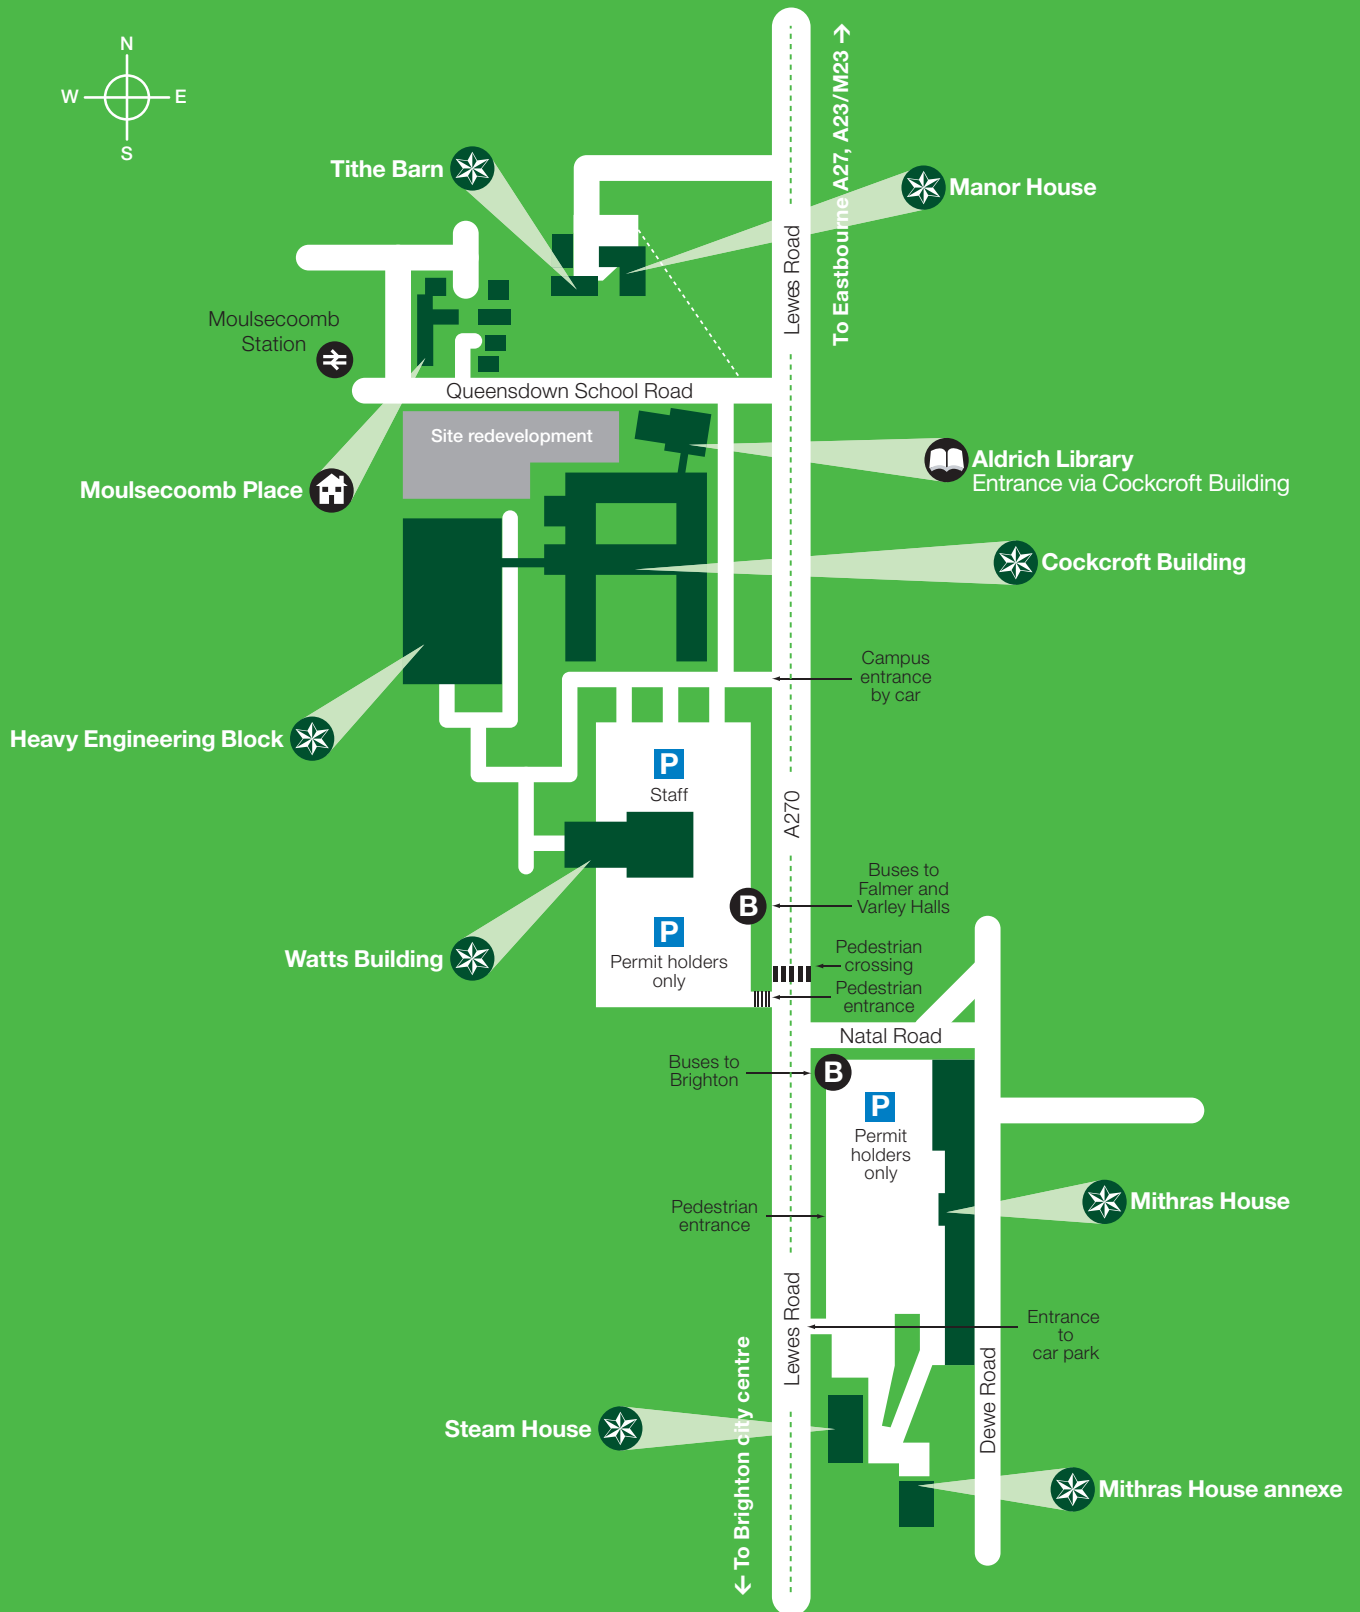 N
W
E
S
To Eastbourne A27, A23/M23 →
Tithe Barn
Manor House
Lewes Road
Moulsecoomb
Station
Queensdown School Road
Site redevelopment
Aldrich Library
Entrance via Cockcroft Building
Moulsecoomb Place
Cockcroft Building
Campus
entrance
by car
Heavy Engineering Block
P
Staff
A270
Buses to
Falmer and
Varley Halls
B
P
Permit holders
only
Watts Building
Pedestrian
crossing
Pedestrian
entrance
Natal Road
Buses to
Brighton
B
P
Permit
holders
only
Mithras House
Pedestrian
entrance
Lewes Road
Entrance
to
car park
Dewe Road
Steam House
← To Brighton city centre
Mithras House annexe